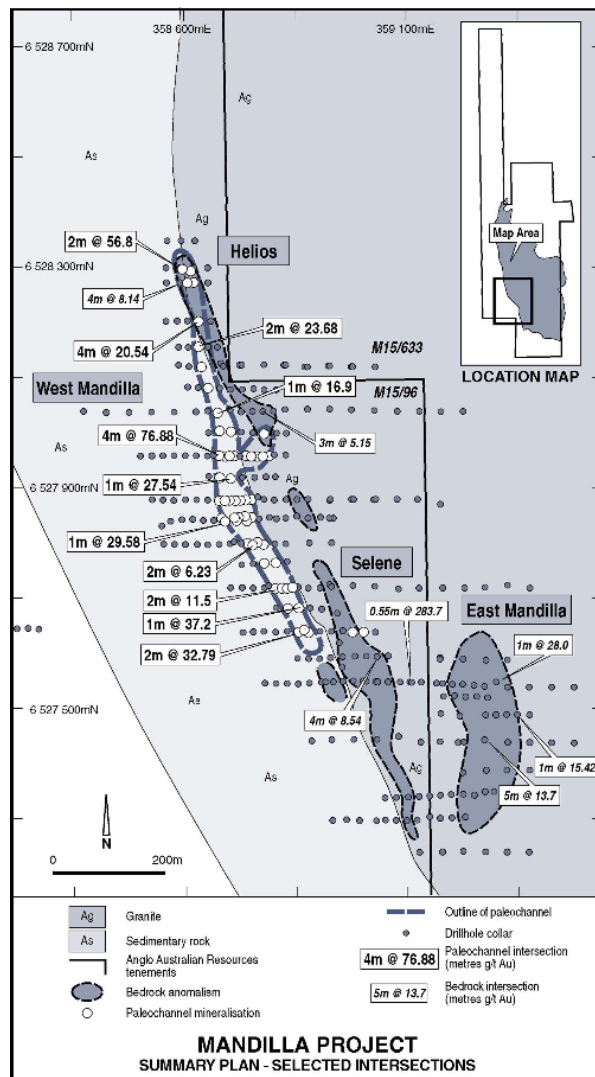 358 600mE
359 100mE
6 528 700mN
Ag
As
Map Area
Ag
2m @ 56.8
Helios
6 528 300mN
4m @ 8.14
2m @ 23.68
4m @ 20.54
M15/633
LOCATION MAP
West Mandilla
1m @ 16.9
M15/96
4m @ 76.88
3m @ 5.15
As
Ag
1m @ 27.54
6 527 900mN
1m @ 29.58
Selene
2m @ 6.23
0.55m @ 283.7
East Mandilla
2m @ 11.5
1m @ 37.2
1m @ 28.0
2m @ 32.79
As
6 527 500mN
4m @ 8.54
Ag
1m @ 15.42
As
5m @ 13.7
N
0
200m
Ag
Granite
As
Sedimentary rock
Anglo Australian Resources
tenements
Bedrock anomalism
Paleochannel mineralisation
Outline of paleochannel
Drillhole collar
4m @ 76.88
Paleochannel intersection
(metres g/t Au)
5m @ 13.7
Bedrock intersection
(metres g/t Au)
MANDILLA PROJECT
SUMMARY PLAN - SELECTED INTERSECTIONS